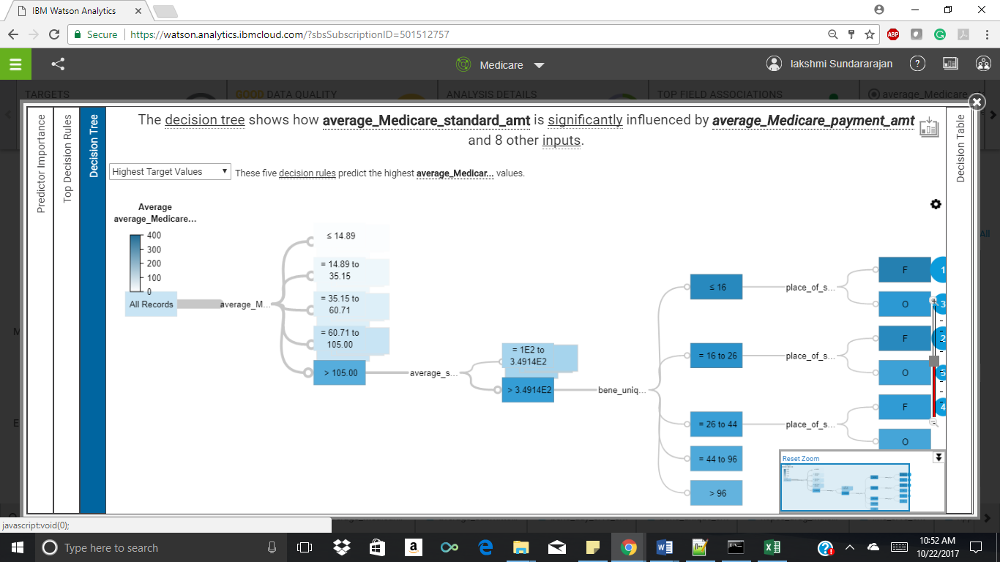 IBM Watson Analytics
Secure
https://watson.analytics.ibmcloud.com/?sbsSubscriptionID=501512757
ABP
Medicare
lakshmi Sundararajan
?
TARGETS
GOOD DATA QUALITY
ANALYSIS DETAILS
TOP FIELD ASSOCIATIONS
average_Medicare_
Predictor Importance
Top Decision Rules
Decision Tree
The decision tree shows how average_Medicare_standard_amt is significantly influenced by average_Medicare_payment_amt
and 8 other inputs.
Decision Table
Highest Target Values
These five decision rules predict the highest average_Medicar... values.
Average
average_Medicare...
400
300
200
100
0
All Records
average_M...
≤ 14.89
= 14.89 to
35.15
= 35.15 to
60.71
= 60.71 to
105.00
> 105.00
average_s...
= 1E2 to
3.4914E2
> 3.4914E2
bene_uniq...
≤ 16
= 16 to 26
= 26 to 44
= 44 to 96
> 96
place_of_s...
F
1
O
3
place_of_s...
F
2
O
5
place_of_s...
F
4
O
All
M
E
Reset Zoom
javascript:void(0);
Type here to search
10:52 AM
10/22/2017